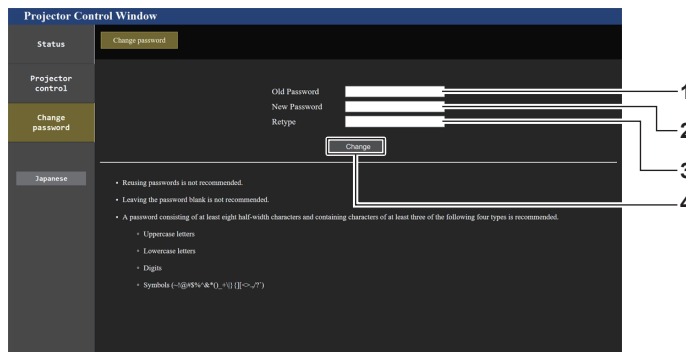 Projector Control Window
Status
Change password
Projector
control
Change
password
Japanese
Old Password
New Password
Retype
Change
1
2
3
4
• Reusing passwords is not recommended.
• Leaving the password blank is not recommended.
• A password consisting of at least eight half-width characters and containing characters of at least three of the following four types is recommended.
◦ Uppercase letters
◦ Lowercase letters
◦ Digits
◦ Symbols (~!@#$%^&*()_+\|}{][<>.,/?`)